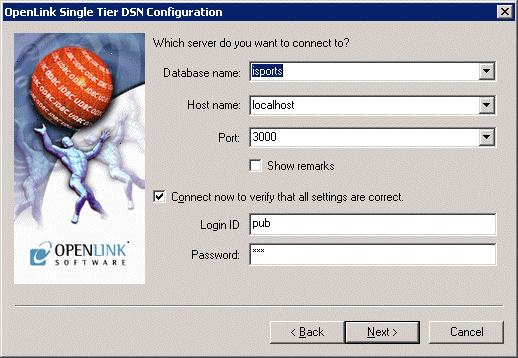 OpenLink Single Tier DSN Configuration
Which server do you want to connect to?
Database name: isports
Host name: localhost
Port: 3000
Show remarks
Connect now to verify that all settings are correct.
Login ID pub
Password: ***
OPENLINK
SOFTWARE
< Back Next > Cancel